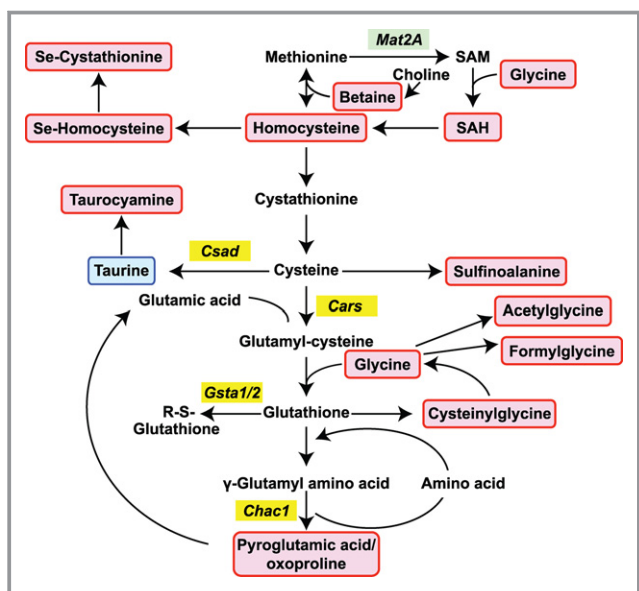 Mat2A
Se-Cystathionine
Methionine
SAM
Choline
Glycine
Betaine
Se-Homocysteine
Homocysteine
SAH
Cystathionine
Taurocyamine
Csad
Taurine
Cysteine
Sulfinoalanine
Glutamic acid
Cars
Acetylglycine
Glutamyl-cysteine
Formylglycine
Glycine
Gsta1/2
R-S-
Glutathione
Glutathione
Cysteinylglycine
γ-Glutamyl amino acid
Amino acid
Chac1
Pyroglutamic acid/
oxoproline